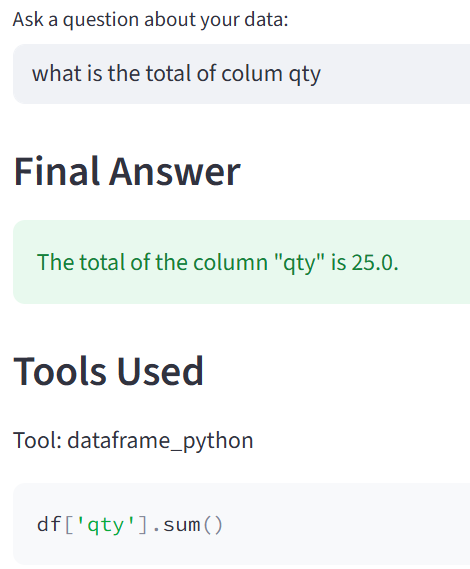 Ask a question about your data:
what is the total of colum qty
Final Answer
The total of the column "qty" is 25.0.
Tools Used
Tool: dataframe_python
df['qty'].sum()